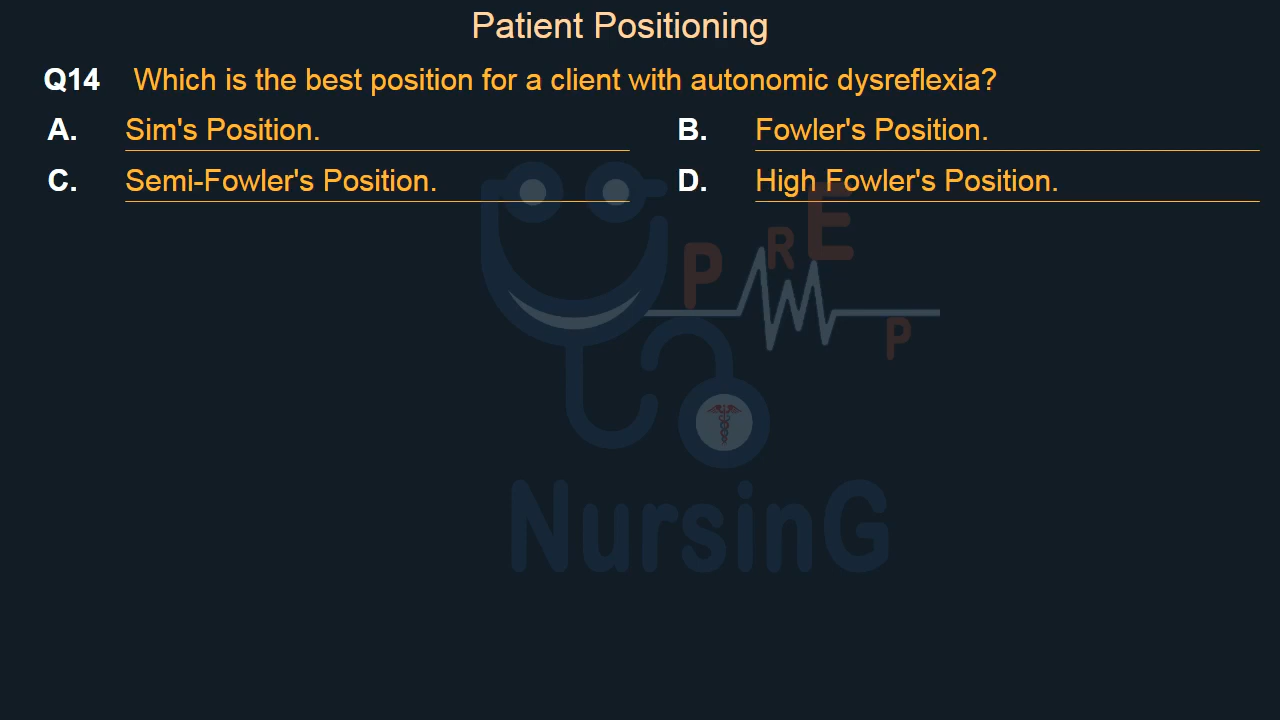 Patient Positioning
Q14 Which is the best position for a client with autonomic dysreflexia?
A. Sim's Position. B. Fowler's Position.
C. Semi-Fowler's Position. D. High Fowler's Position.
PREP
NursinG